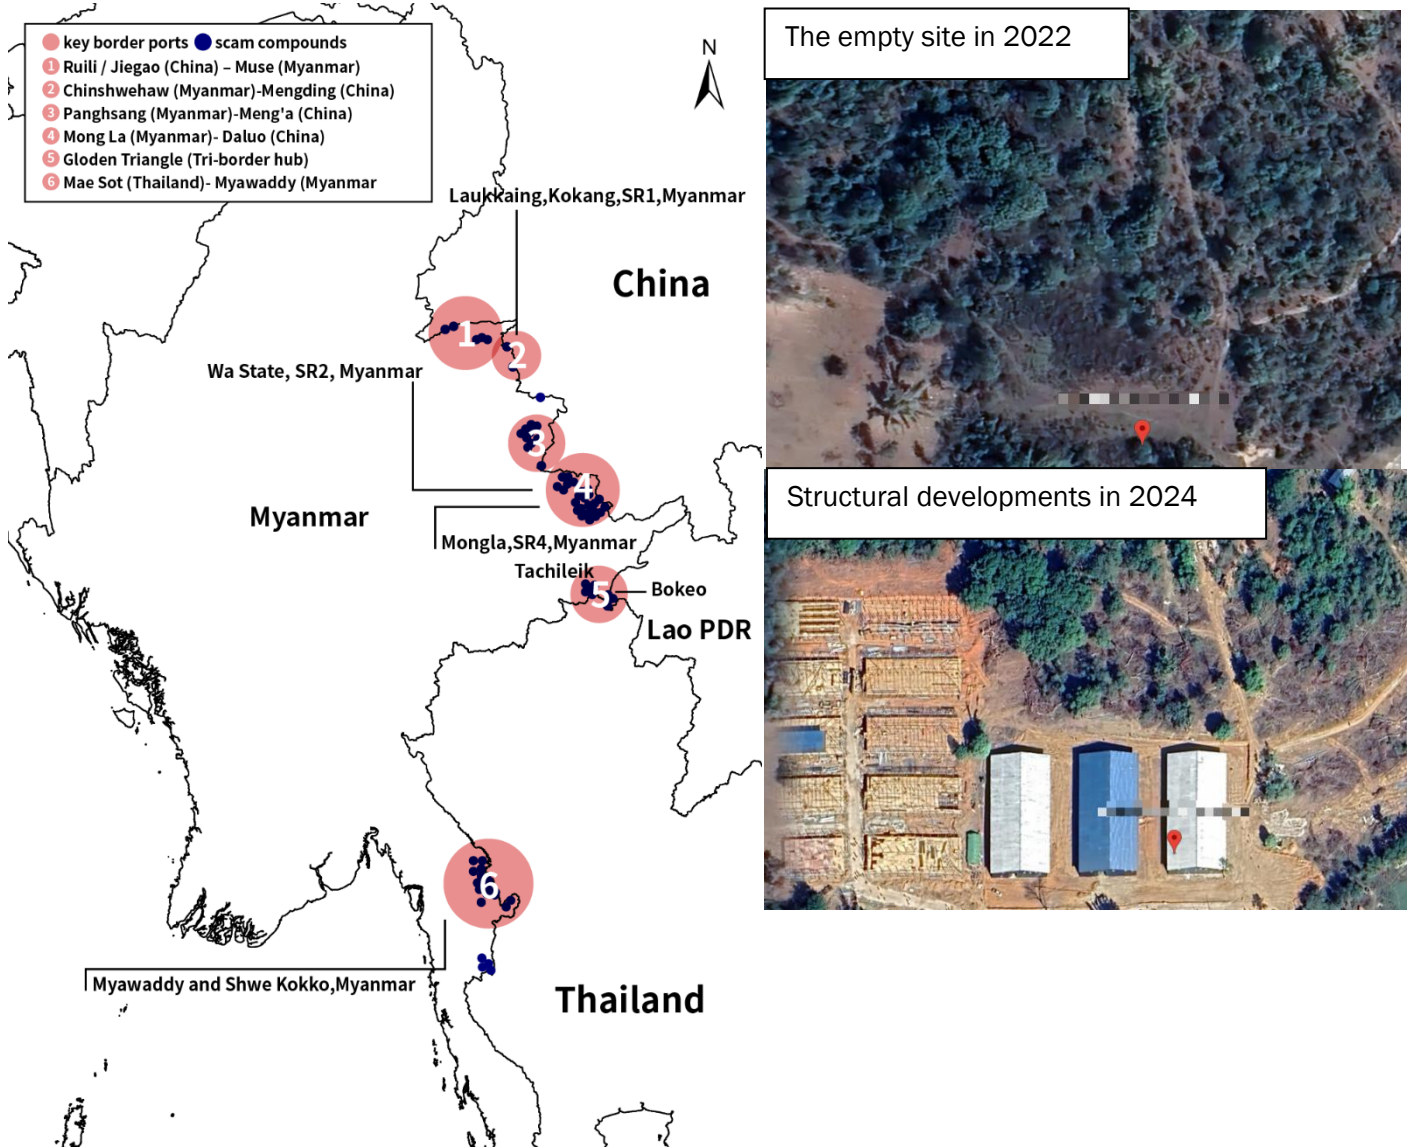 key border ports scam compounds
1 Ruili / Jiegao (China) – Muse (Myanmar)
2 Chinshwehaw (Myanmar)-Mengding (China)
3 Panghsang (Myanmar)-Meng'a (China)
4 Mong La (Myanmar)- Daluo (China)
5 Gloden Triangle (Tri-border hub)
6 Mae Sot (Thailand)- Myawaddy (Myanmar
N
Laukkaing,Kokang,SR1,Myanmar
China
1
2
Wa State, SR2, Myanmar
3
4
Myanmar
Mongla,SR4,Myanmar
Tachileik
5
Bokeo
Lao PDR
6
Myawaddy and Shwe Kokko,Myanmar
Thailand
The empty site in 2022
Structural developments in 2024